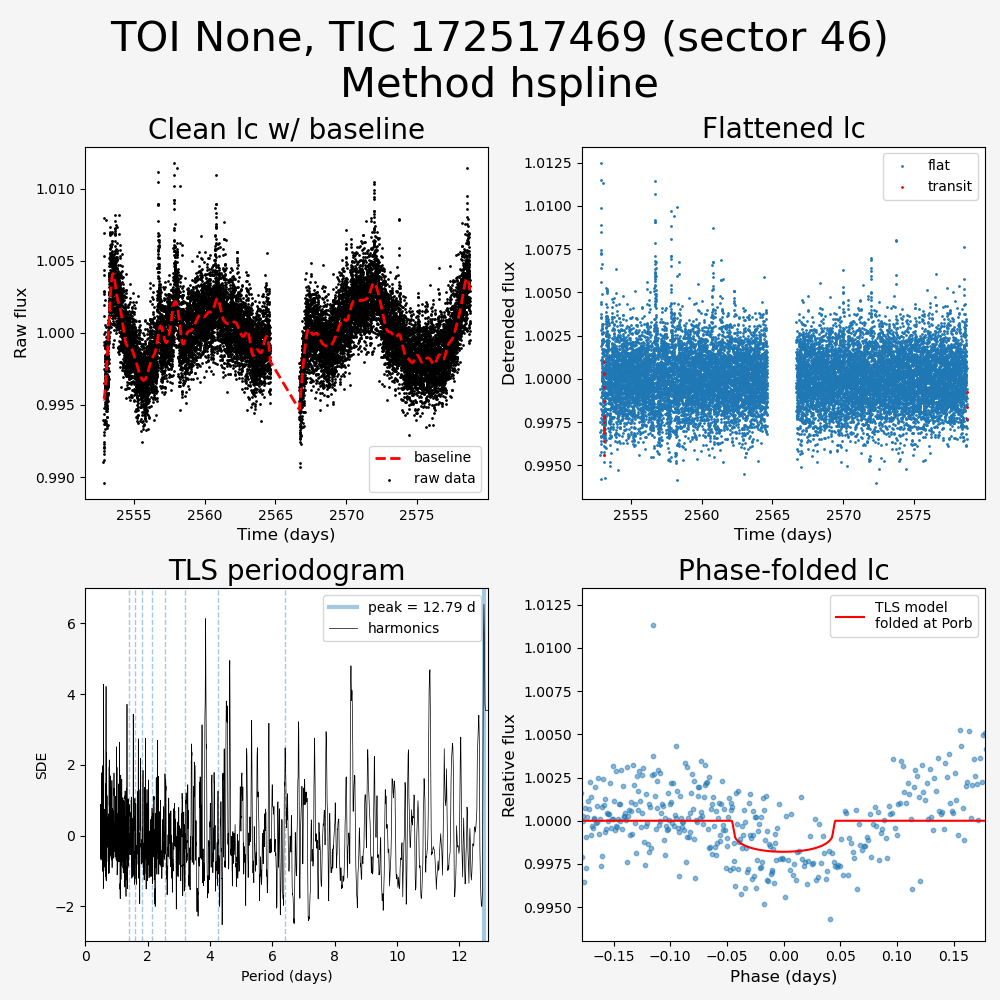 TOI None, TIC 172517469 (sector 46)
Method hspline
Clean lc w/ baseline
Raw flux
1.010
1.005
1.000
0.995
0.990
baseline
raw data
2555
2560
2565
2570
2575
Time (days)
Flattened lc
Detrended flux
1.0125
1.0100
1.0075
1.0050
1.0025
1.0000
0.9975
0.9950
flat
transit
2555
2560
2565
2570
2575
Time (days)
TLS periodogram
SDE
6
4
2
0
−2
peak = 12.79 d
harmonics
0
2
4
6
8
10
12
Period (days)
Phase-folded lc
Relative flux
1.0125
1.0100
1.0075
1.0050
1.0025
1.0000
0.9975
0.9950
TLS model
folded at Porb
−0.15
−0.10
−0.05
0.00
0.05
0.10
0.15
Phase (days)